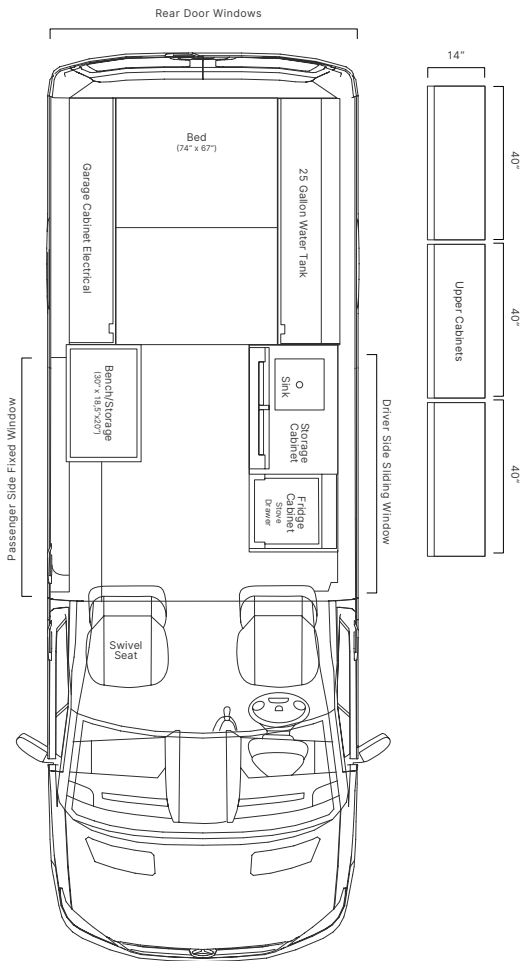 Rear Door Windows
14"
Bed
(74" x 67")
40"
Garage Cabinet Electrical
25 Gallon Water Tank
Upper Cabinets
40"
Passenger Side Fixed Window
Bench/Storage
(30" x 18.5"x20")
Sink
Storage
Cabinet
Driver Side Sliding Window
40"
Fridge
Cabinet
Stove
Drawer
Swivel
Seat